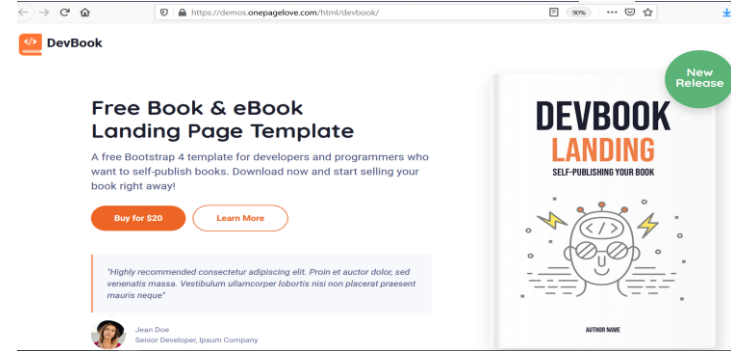 https://demos.onepagelove.com/html/devbook/
90%
</> DevBook
New
Release
Free Book & eBook
Landing Page Template
A free Bootstrap 4 template for developers and programmers who
want to self-publish books. Download now and start selling your
book right away!
Buy for $20
Learn More
"Highly recommended consectetur adipiscing elit. Proin et auctor dolor, sed
venenatis massa. Vestibulum ullamcorper lobortis nisi non placerat praesent
mauris neque"
Jean Doe
Senior Developer, Ipsum Company
DEVBOOK
LANDING
SELF-PUBLISHING YOUR BOOK
</>
AUTHOR NAME